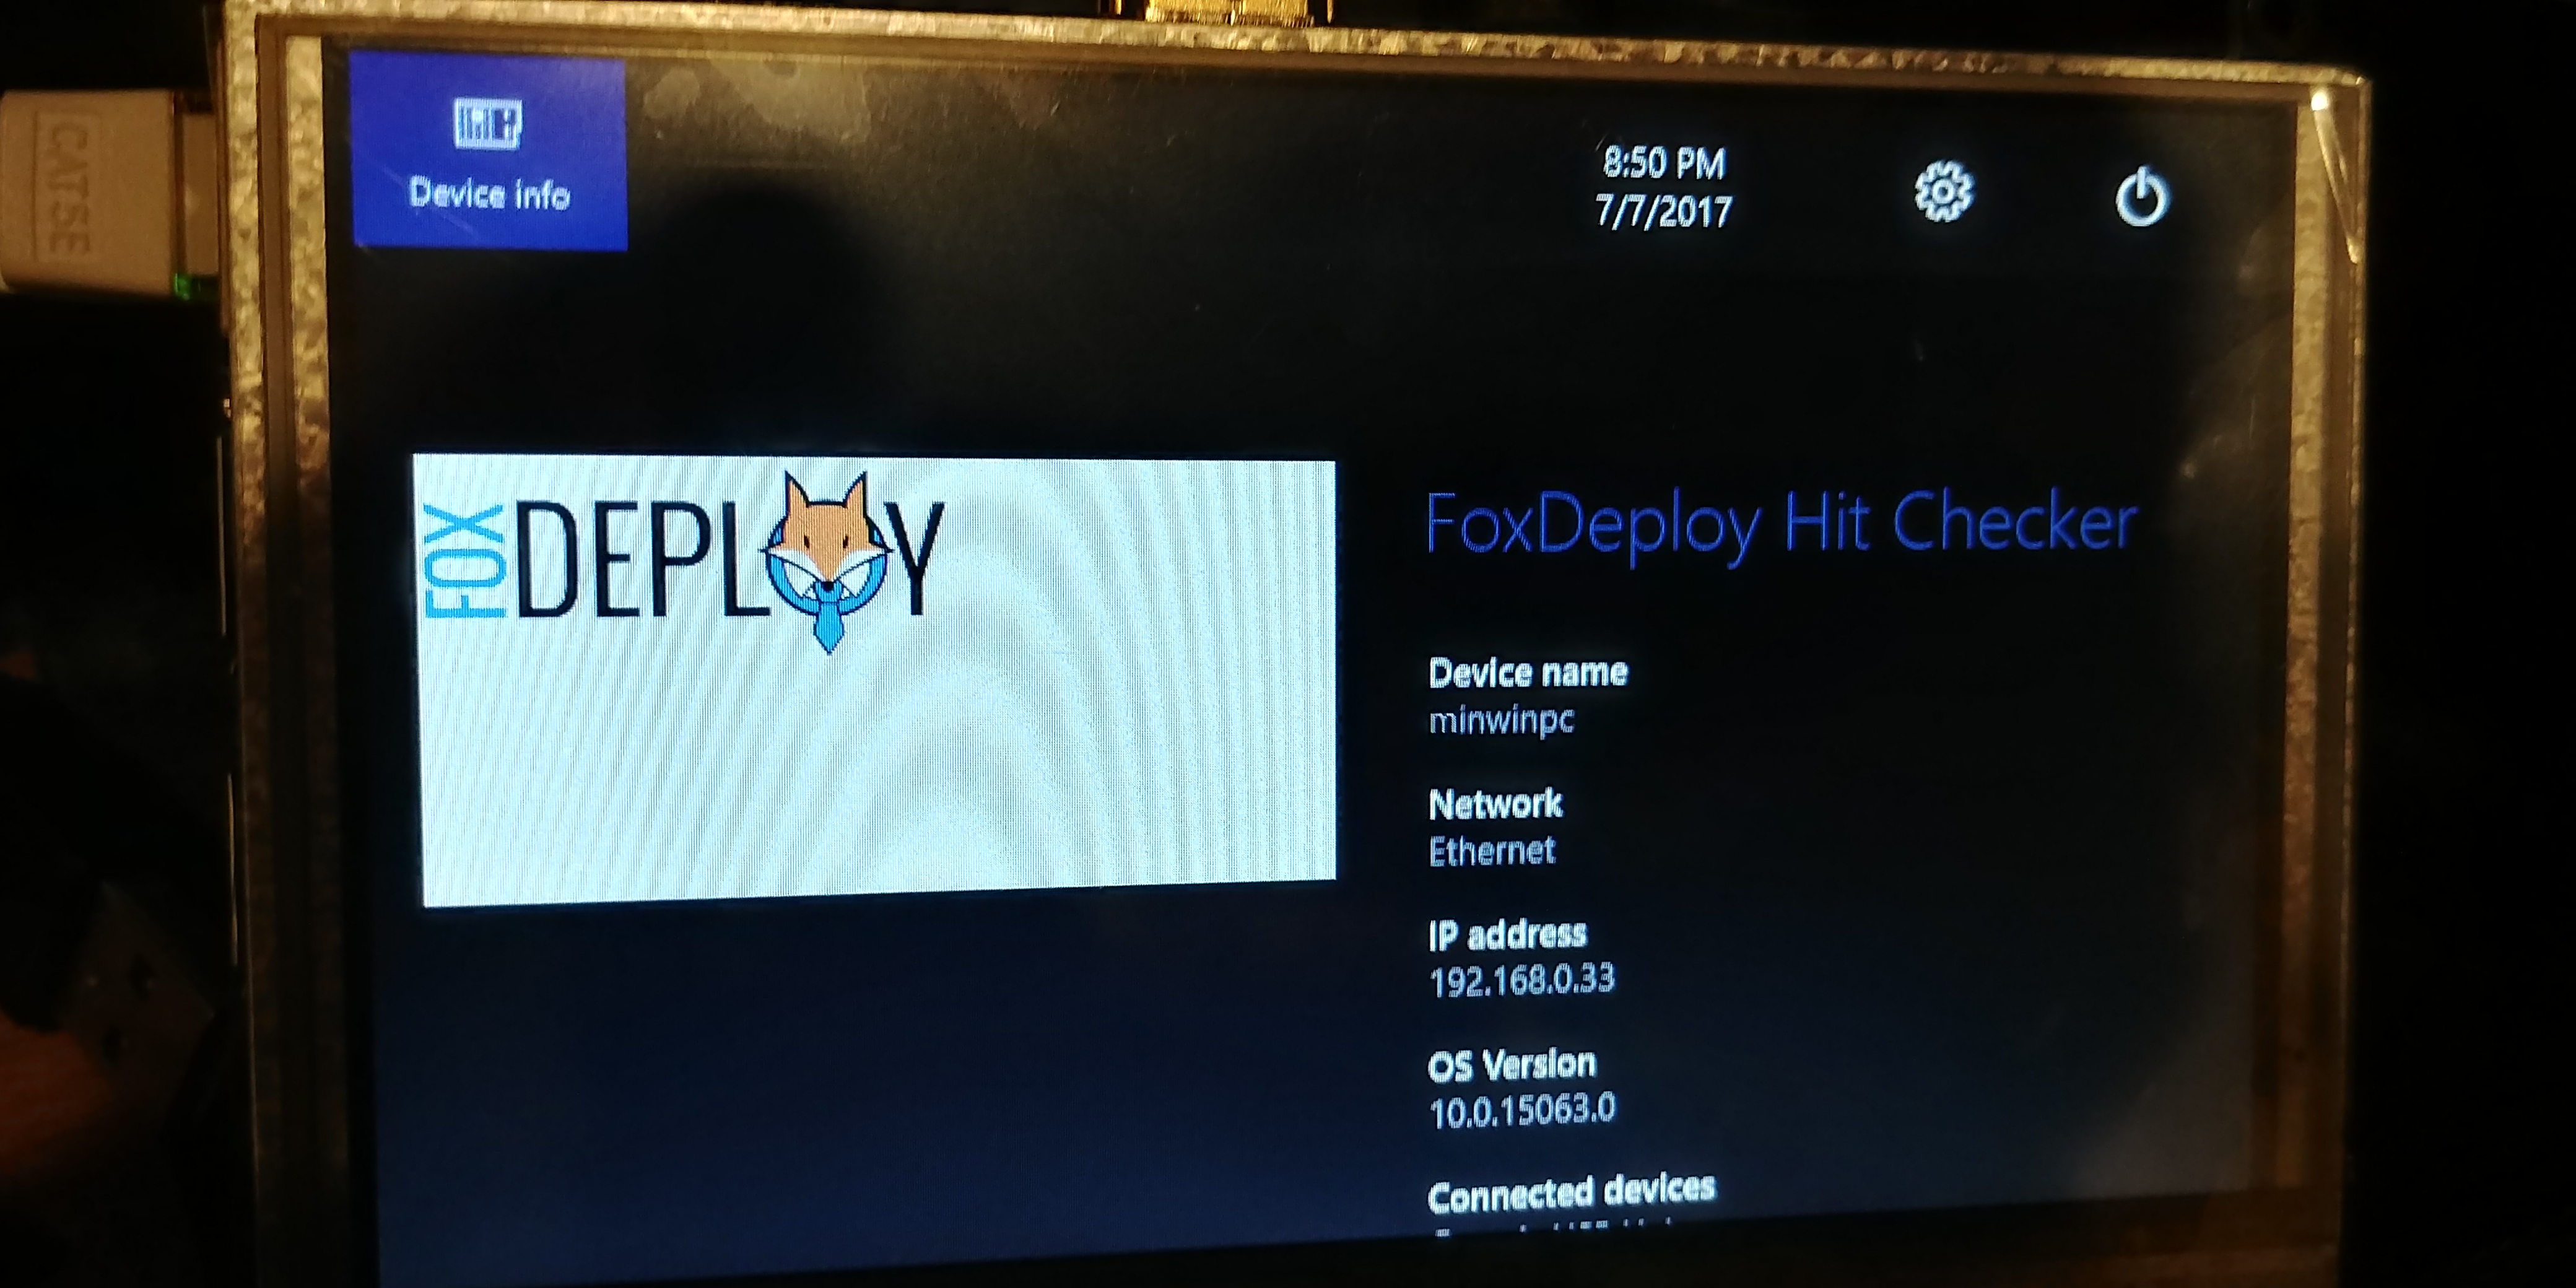 CAT5E
Device info
8:50 PM
7/7/2017
FOX DEPLOY
FoxDeploy Hit Checker
Device name
minwinpc
Network
Ethernet
IP address
192.168.0.33
OS Version
10.0.15063.0
Connected devices